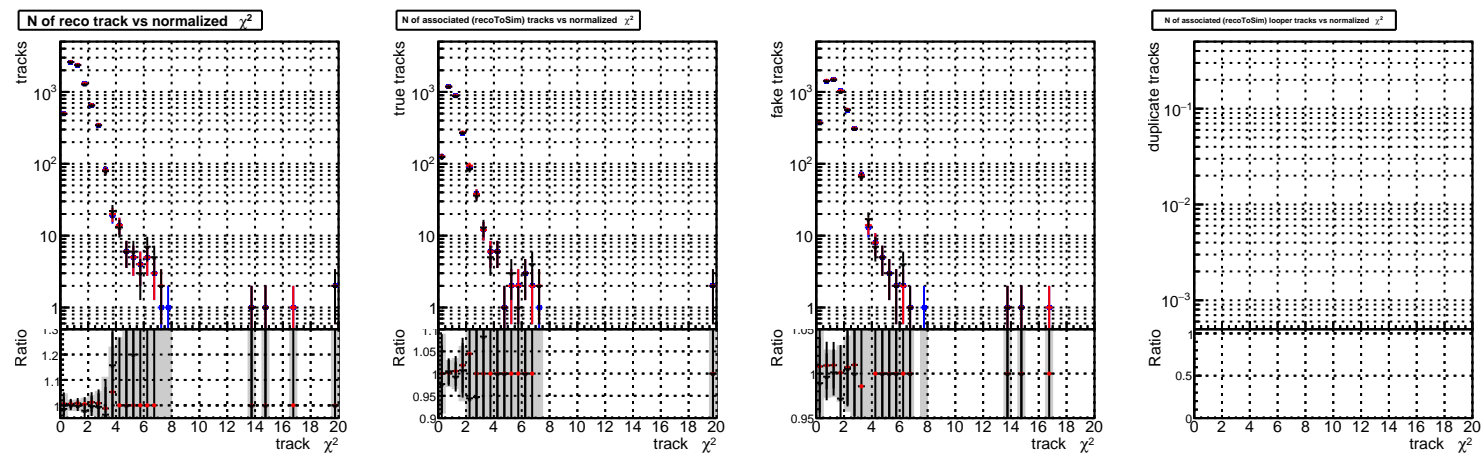 N of reco track vs normalized χ²
tracks
10³
10²
10
1
Ratio
1.3
1.2
1.1
1
0 2 4 6 8 10 12 14 16 18 20
track χ²
N of associated (recoToSim) tracks vs normalized χ²
true tracks
10³
10²
10
1
Ratio
1.1
1.05
1
0.95
0.9
0 2 4 6 8 10 12 14 16 18 20
track χ²
fake tracks
10³
10²
10
1
Ratio
1.05
1
0.95
0 2 4 6 8 10 12 14 16 18 20
track χ²
N of associated (recoToSim) looper tracks vs normalized χ²
duplicate tracks
10⁻¹
10⁻²
10⁻³
Ratio
1
0.5
0
0 2 4 6 8 10 12 14 16 18 20
track χ²